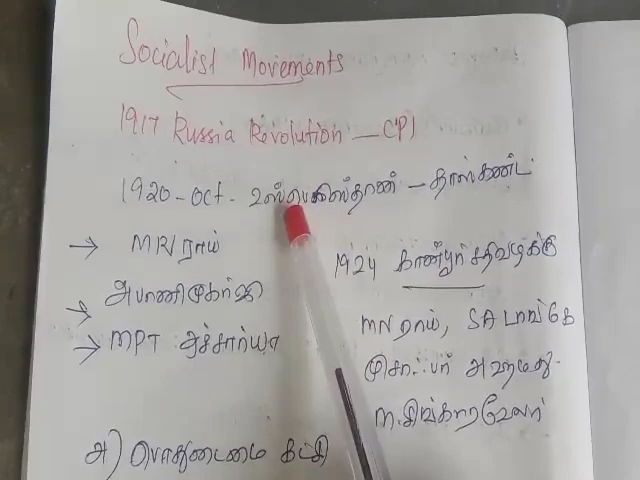 Socialist Movements
1917 Russia Revolution — CPI
1920 - Oct - உஸ்பெகிஸ்தான் - தாஸ்கண்ட்
→ MN ராய்
→ அபானிமுகர்ஜி
→ MPT ஆச்சார்யா
1924 கான்பூர் சதிவழக்கு
MN ராய், SA டாங்கே
முசாஃபர் அஹமது.
M. சிங்காரவேலர்
அ) பொதுடைமை கட்சி